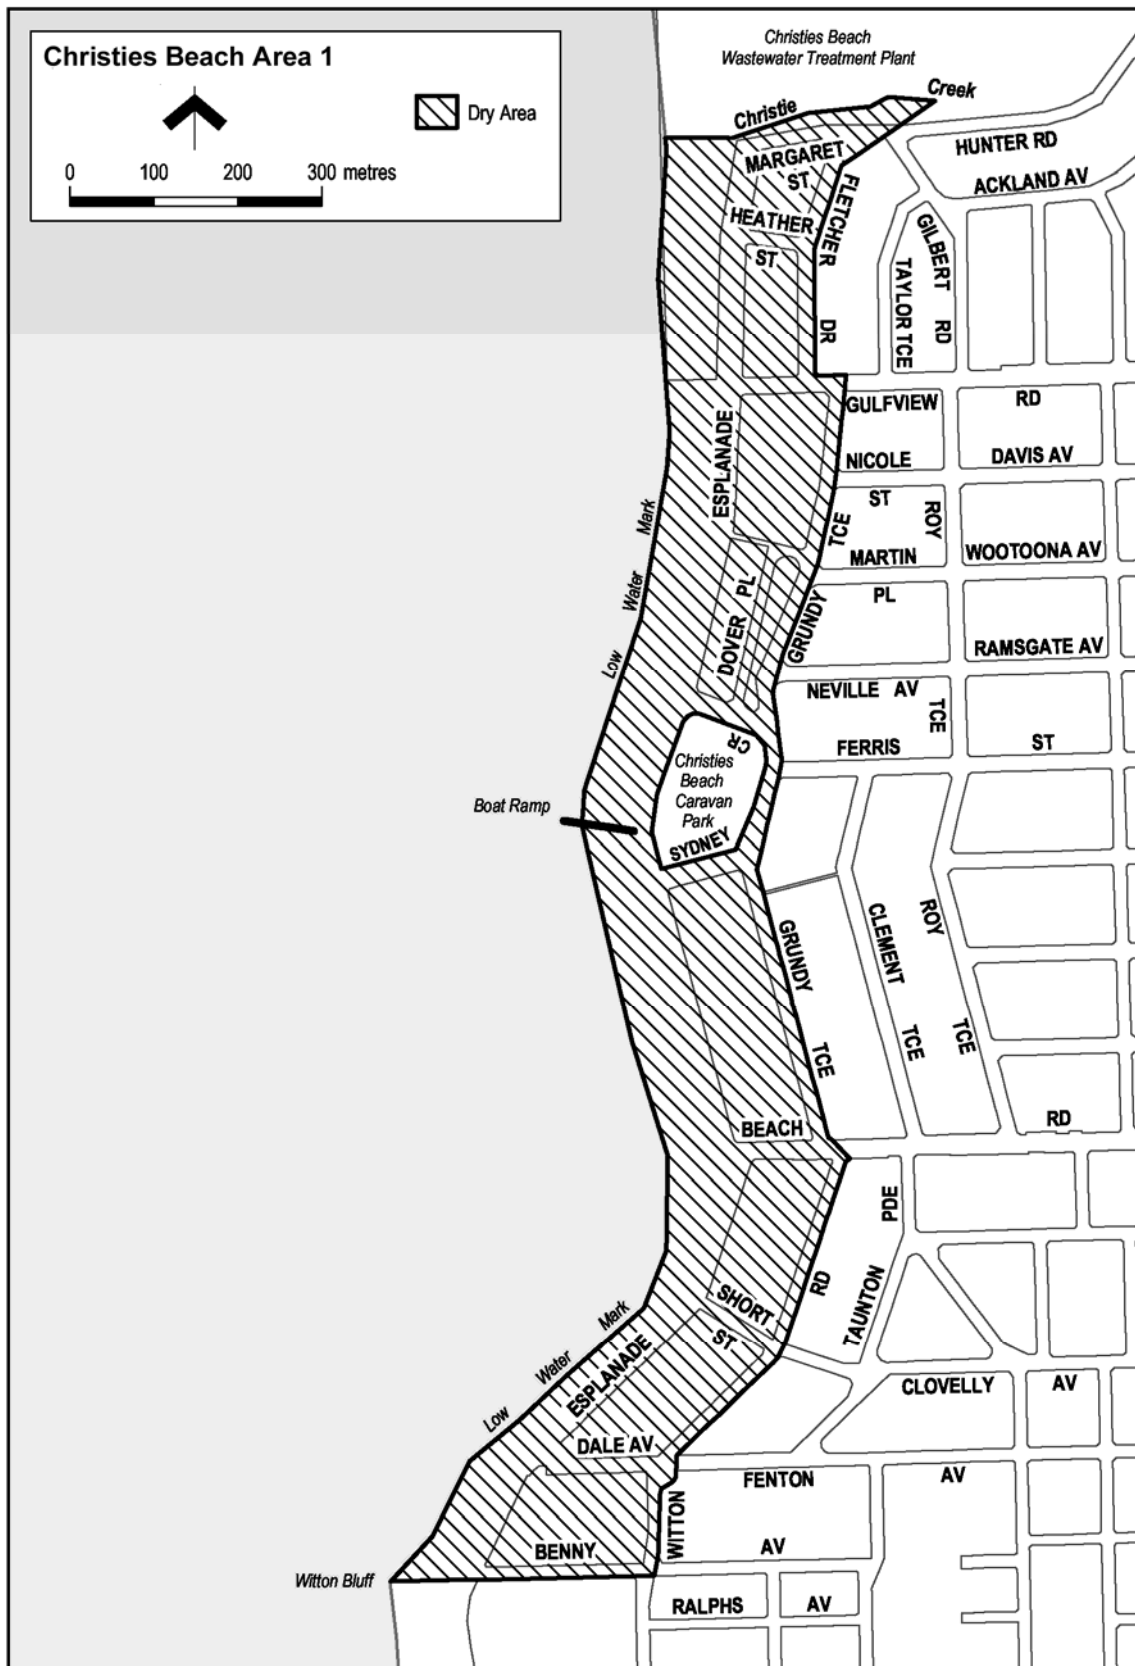 Christies Beach Area 1
Dry Area
0 100 200 300 metres
Christies Beach
Wastewater Treatment Plant
Christie Creek
HUNTER RD
ACKLAND AV
MARGARET
ST
HEATHER
ST
FLETCHER
DR
GILBERT
RD
TAYLOR TCE
GULFVIEW
RD
NICOLE
DAVIS AV
ESPLANADE
ST
ROY
TCE
MARTIN
WOOTOONA AV
Low Water Mark
DOVER PL
GRUNDY
PL
RAMSGATE AV
NEVILLE AV
TCE
FERRIS
ST
CR
Christies
Beach
Caravan
Park
SYDNEY
Boat Ramp
GRUNDY
TCE
CLEMENT
TCE
ROY
TCE
BEACH
RD
PDE
TAUNTON
RD
SHORT
ST
Low Water Mark
ESPLANADE
CLOVELLY
AV
DALE AV
FENTON
AV
WITTON
BENNY
AV
Witton Bluff
RALPHS
AV